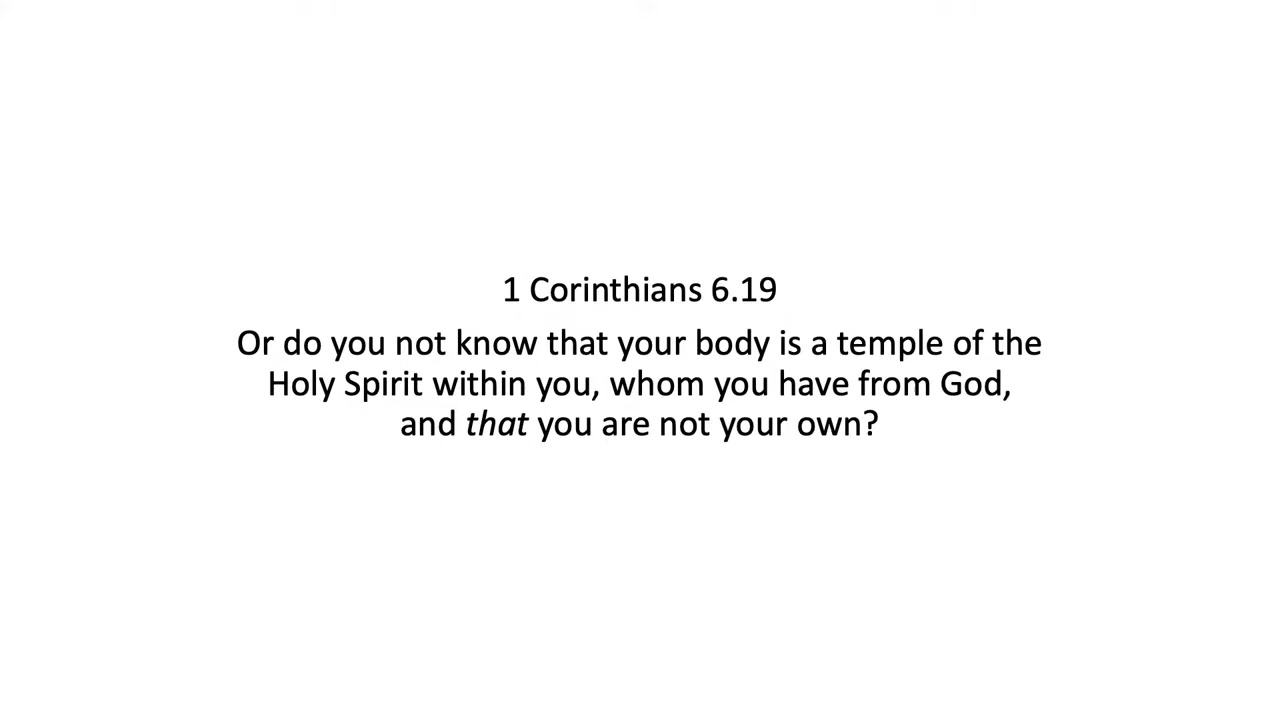 1 Corinthians 6.19
Or do you not know that your body is a temple of the
Holy Spirit within you, whom you have from God,
and that you are not your own?